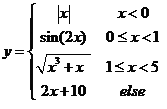 y = { |x| x < 0
sin(2x) 0 ≤ x < 1
√(x³ + x) 1 ≤ x < 5
2x + 10 else